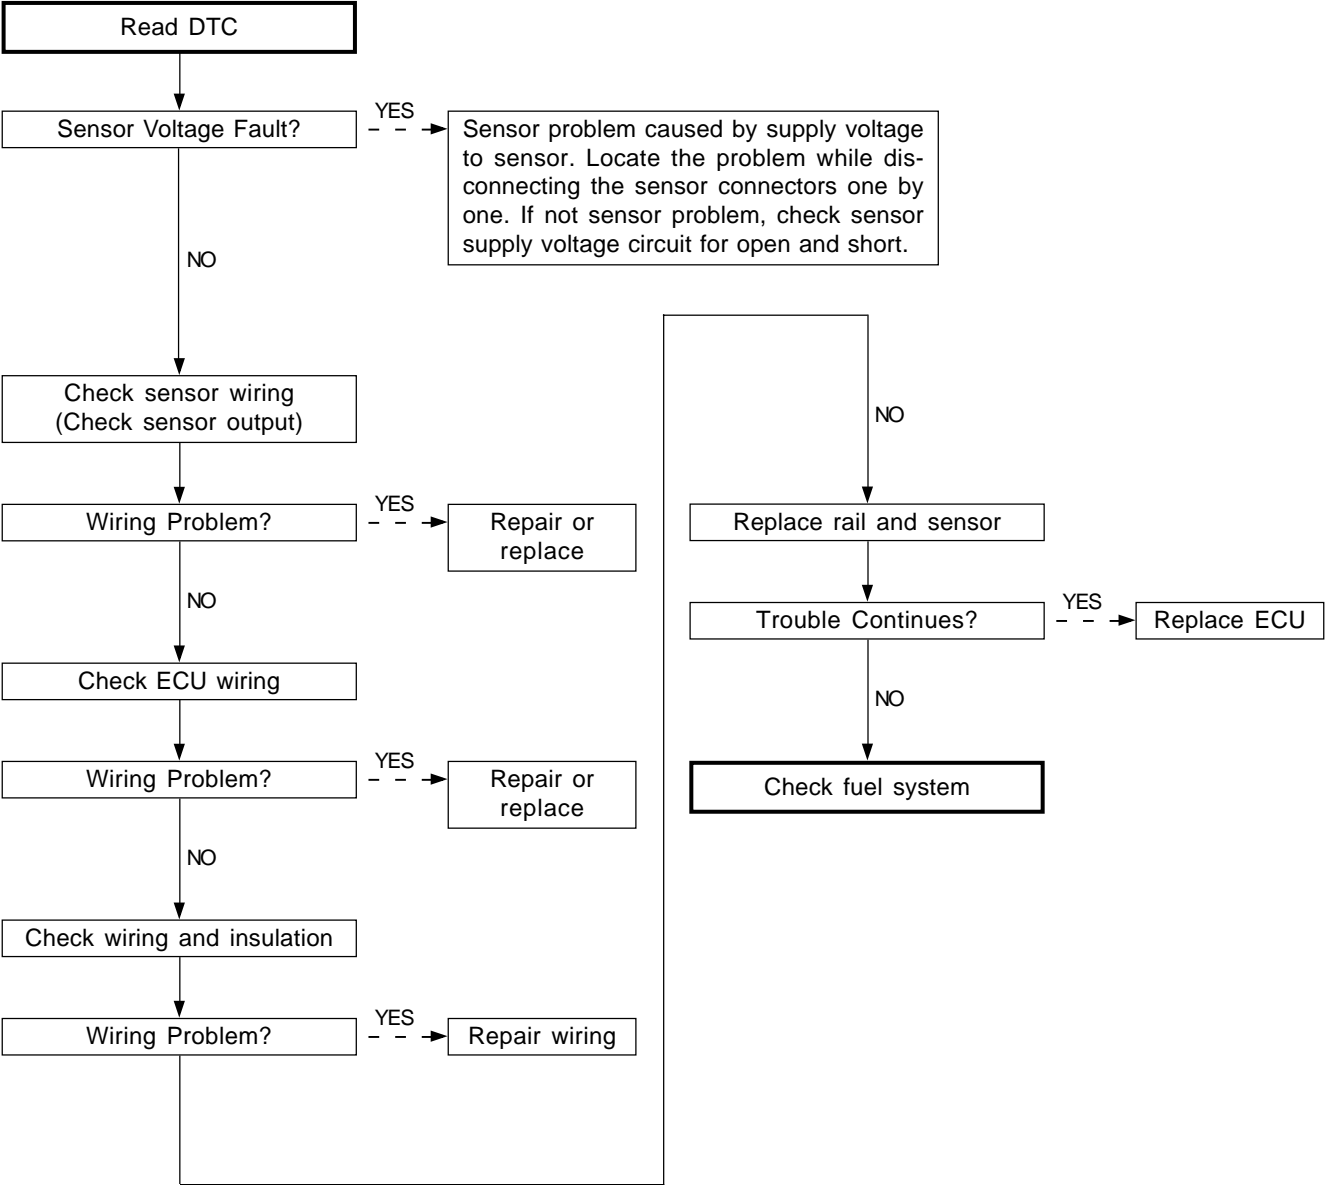 Read DTC
Sensor Voltage Fault?
YES
Sensor problem caused by supply voltage
to sensor. Locate the problem while dis-
connecting the sensor connectors one by
one. If not sensor problem, check sensor
supply voltage circuit for open and short.
NO
Check sensor wiring
(Check sensor output)
Wiring Problem?
YES
Repair or
replace
NO
Check ECU wiring
Wiring Problem?
YES
Repair or
replace
NO
Check wiring and insulation
Wiring Problem?
YES
Repair wiring
NO
Replace rail and sensor
Trouble Continues?
YES
Replace ECU
NO
Check fuel system